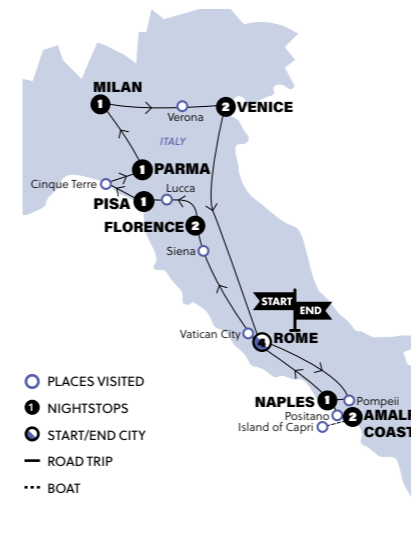 MILAN
1
Verona
2
VENICE
ITALY
1
PARMA
Cinque Terre
Lucca
PISA
1
FLORENCE
2
Siena
START
END
Vatican City
4
ROME
PLACES VISITED
1
NIGHTSTOPS
START/END CITY
ROAD TRIP
BOAT
NAPLES
1
Pompeii
Positano
2
AMALF
COAST
Island of Capri